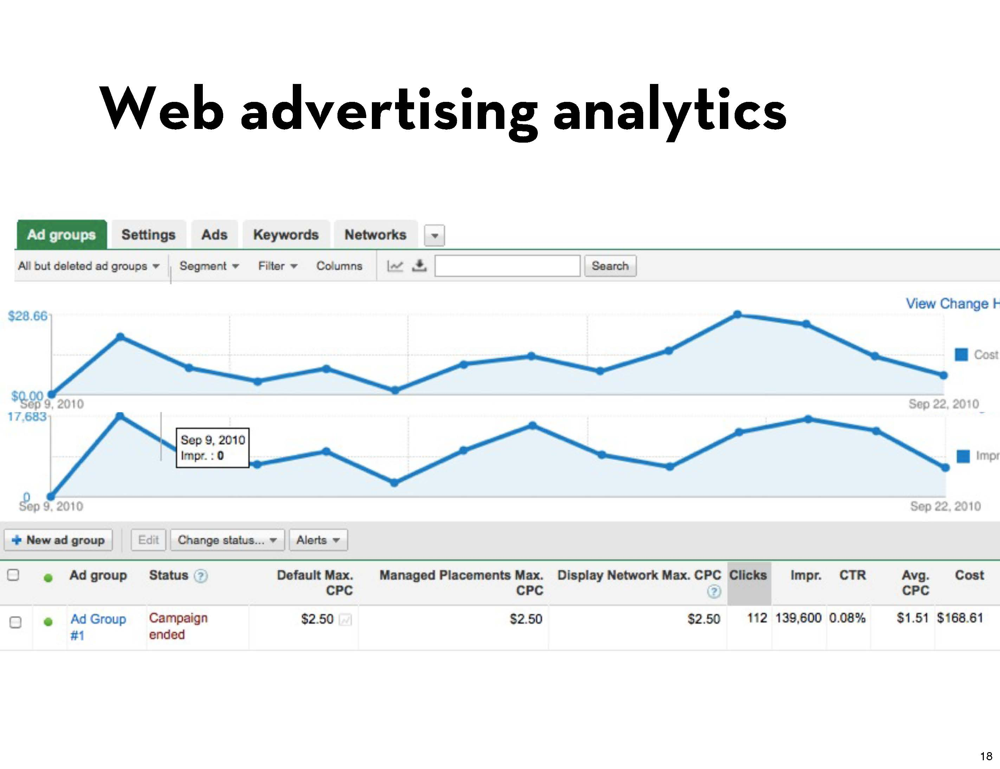 Web advertising analytics
Ad groups Settings Ads Keywords Networks
All but deleted ad groups Segment Filter Columns Search
View Change H
$28.66
Cost
$0.00
Sep 9, 2010 Sep 22, 2010
17,683
Sep 9, 2010
Impr. : 0
Impr
0
Sep 9, 2010 Sep 22, 2010
+ New ad group Edit Change status... Alerts
Ad group Status ? Default Max. Managed Placements Max. Display Network Max. CPC Clicks Impr. CTR Avg. Cost
CPC CPC ? CPC
Ad Group Campaign $2.50 $2.50 $2.50 112 139,600 0.08% $1.51 $168.61
#1 ended
18